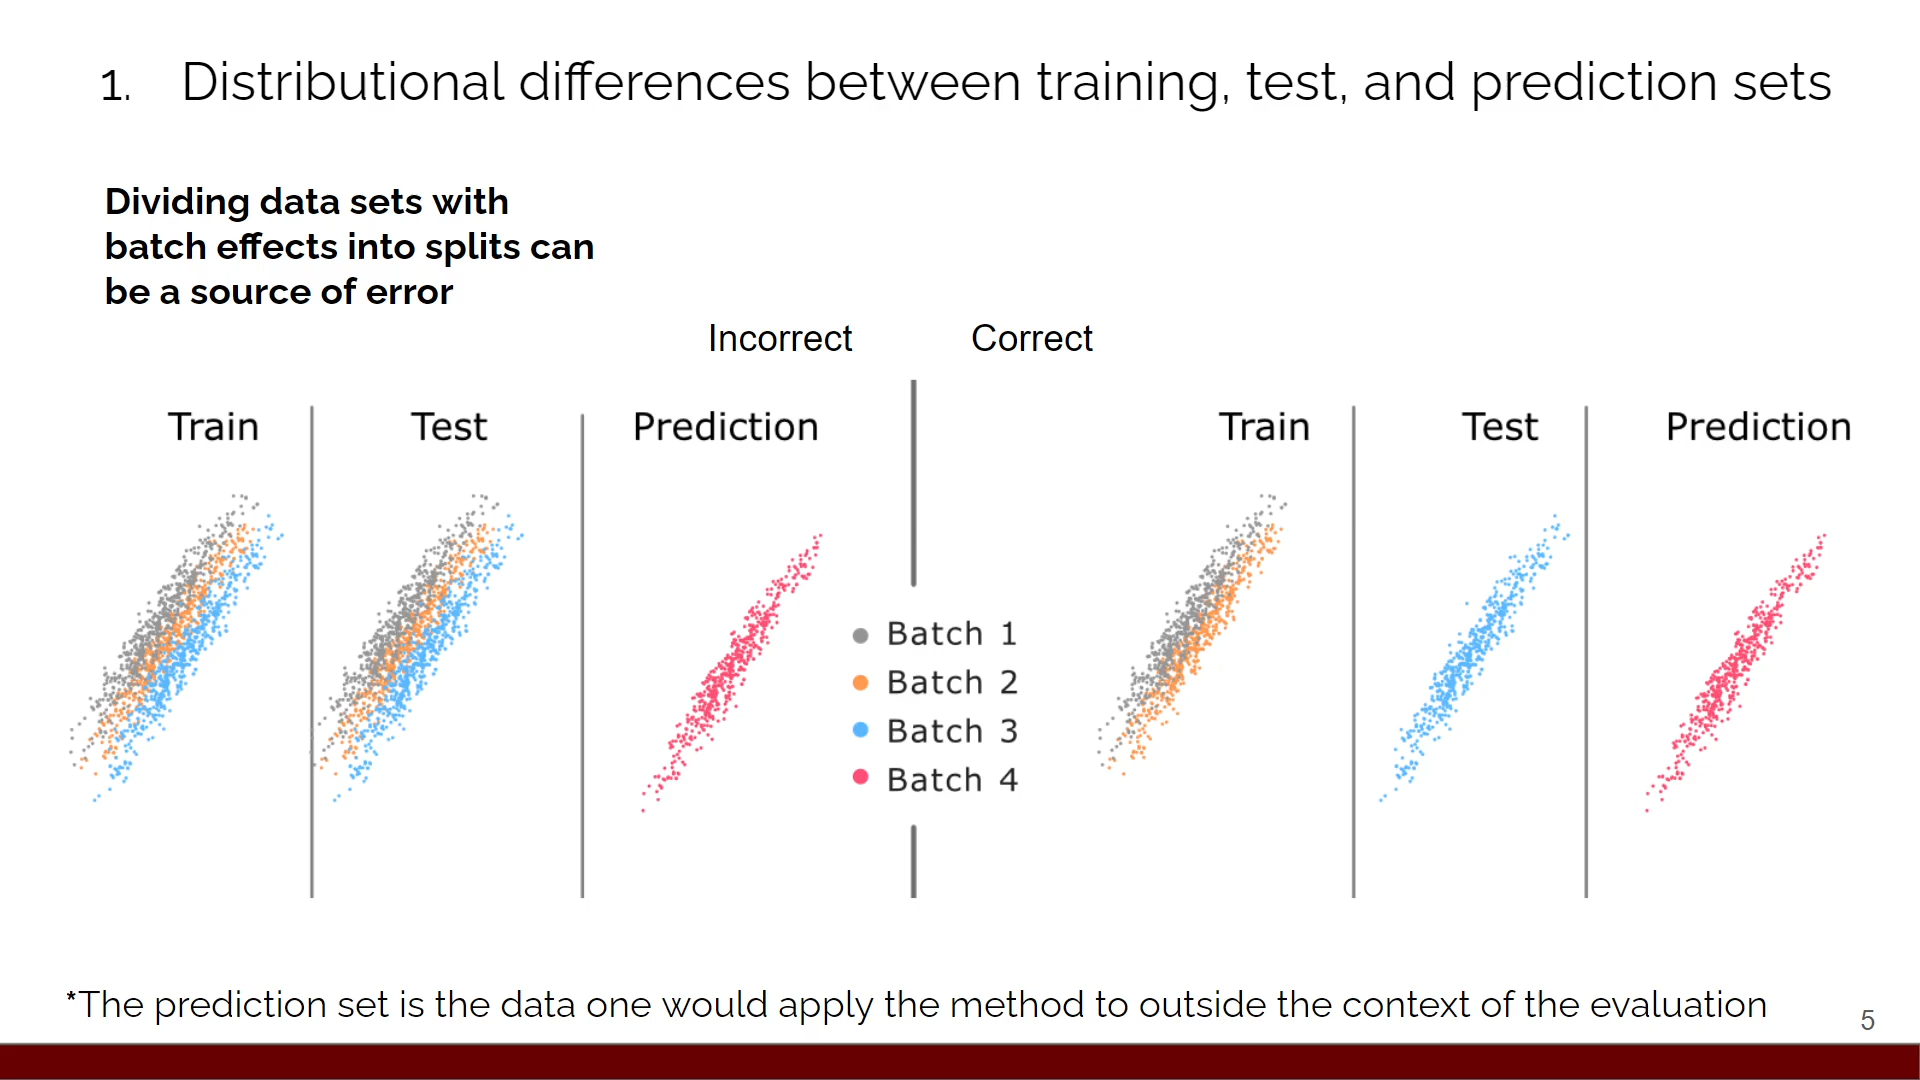 1. Distributional differences between training, test, and prediction sets
Dividing data sets with
batch effects into splits can
be a source of error
Incorrect
Correct
Train
Test
Prediction
Train
Test
Prediction
Batch 1
Batch 2
Batch 3
Batch 4
*The prediction set is the data one would apply the method to outside the context of the evaluation
5